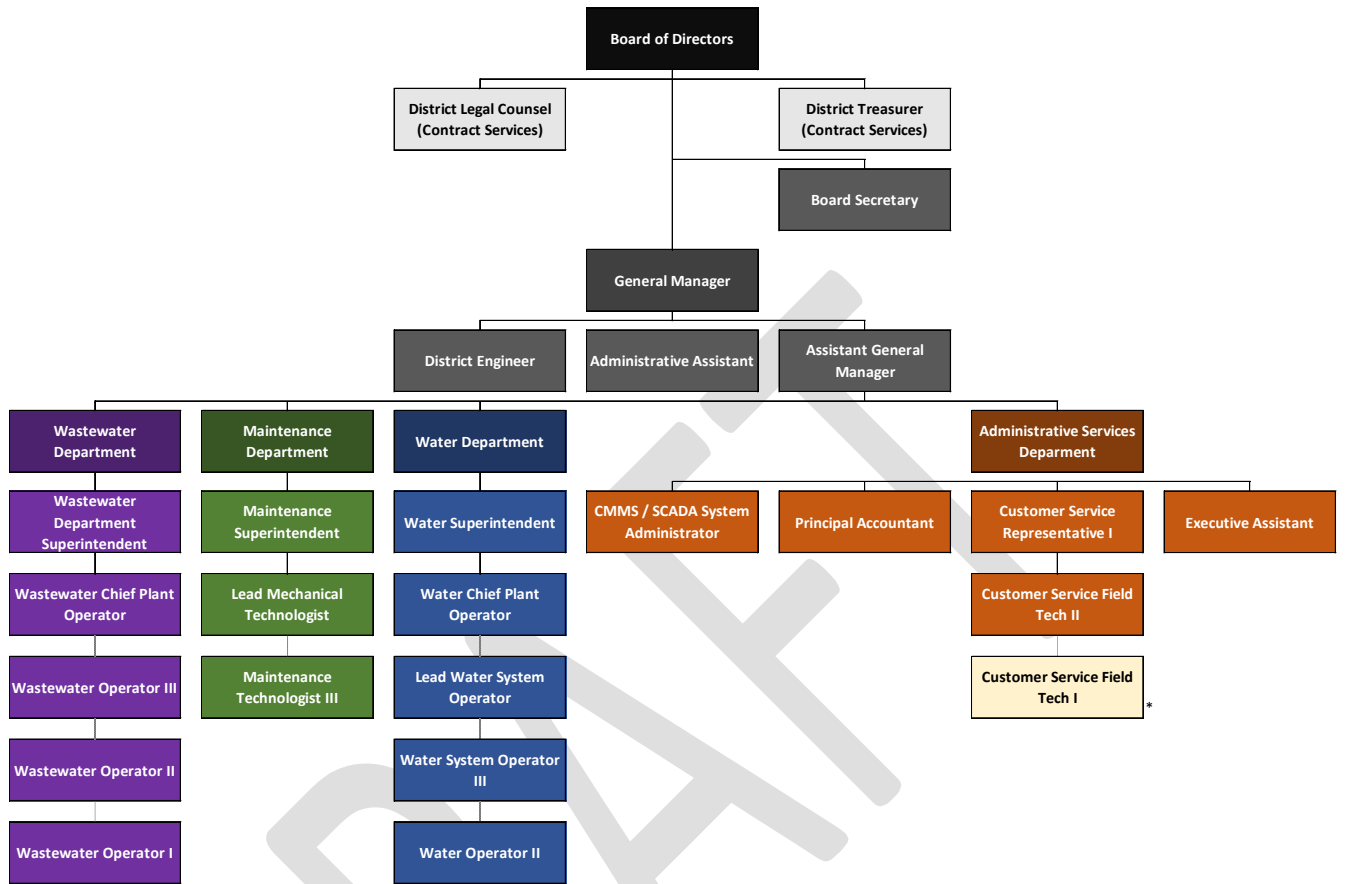 Board of Directors
District Legal Counsel
(Contract Services)
District Treasurer
(Contract Services)
Board Secretary
General Manager
District Engineer
Administrative Assistant
Assistant General
Manager
Wastewater
Department
Maintenance
Department
Water Department
Administrative Services
Deparment
Wastewater
Department
Superintendent
Maintenance
Superintendent
Water Superintendent
CMMS / SCADA System
Administrator
Principal Accountant
Customer Service
Representative I
Executive Assistant
Wastewater Chief Plant
Operator
Lead Mechanical
Technologist
Water Chief Plant
Operator
Customer Service Field
Tech II
Wastewater Operator III
Maintenance
Technologist III
Lead Water System
Operator
Customer Service Field
Tech I
*
Wastewater Operator II
Water System Operator
III
Wastewater Operator I
Water Operator II
DRAFT